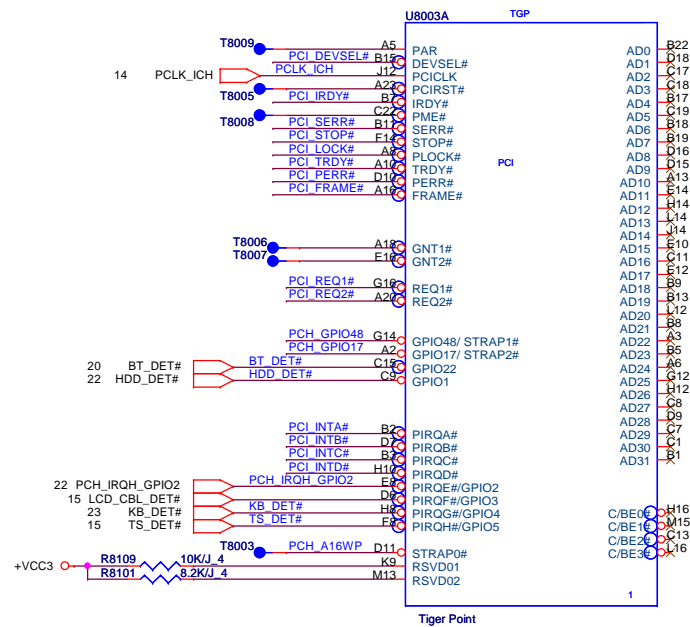 U8003A TGP
T8009 A5 PAR AD0 B22
PCI_DEVSEL# B15 DEVSEL# AD1 D18
14 PCLK_ICH PCLK_ICH J12 PCICLK AD2 C17
A23 PCIRST# AD3 C18
T8005 PCI_IRDY# B7 IRDY# AD4 B17
T8008 C22 PME# AD5 C19
PCI_SERR# B11 SERR# AD6 B18
PCI_STOP# F14 STOP# AD7 B19
PCI_LOCK# A8 PLOCK# AD8 D16
PCI_TRDY# A10 TRDY# PCI AD9 D15
PCI_PERR# D10 PERR# AD10 A13
PCI_FRAME# A16 FRAME# AD11 E14
AD12 H14
AD13 L14
AD14 J14
T8006 A18 GNT1# AD15 E10
T8007 E16 GNT2# AD16 C11
AD17 E12
PCI_REQ1# G16 REQ1# AD18 B9
PCI_REQ2# A20 REQ2# AD19 B13
AD20 L12
AD21 B8
PCH_GPIO48 G14 GPIO48/ STRAP1# AD22 A3
PCH_GPIO17 A2 GPIO17/ STRAP2# AD23 B5
20 BT_DET# BT_DET# C15 GPIO22 AD24 A6
22 HDD_DET# HDD_DET# C9 GPIO1 AD25 G12
AD26 H12
AD27 C8
AD28 D9
PCI_INTA# B2 PIRQA# AD29 C7
PCI_INTB# D7 PIRQB# AD30 C1
PCI_INTC# B3 PIRQC# AD31 B1
PCI_INTD# H10 PIRQD#
22 PCH_IRQH_GPIO2 PCH_IRQH_GPIO2 E8 PIRQE#/GPIO2
15 LCD_CBL_DET# D6 PIRQF#/GPIO3
23 KB_DET# KB_DET# H8 PIRQG#/GPIO4 C/BE0# H16
15 TS_DET# TS_DET# F8 PIRQH#/GPIO5 C/BE1# M15
C/BE2# C13
T8003 PCH_A16WP D11 STRAP0# C/BE3# L16
+VCC3 R8109 10K/J_4 K9 RSVD01
R8101 8.2K/J_4 M13 RSVD02
1
Tiger Point